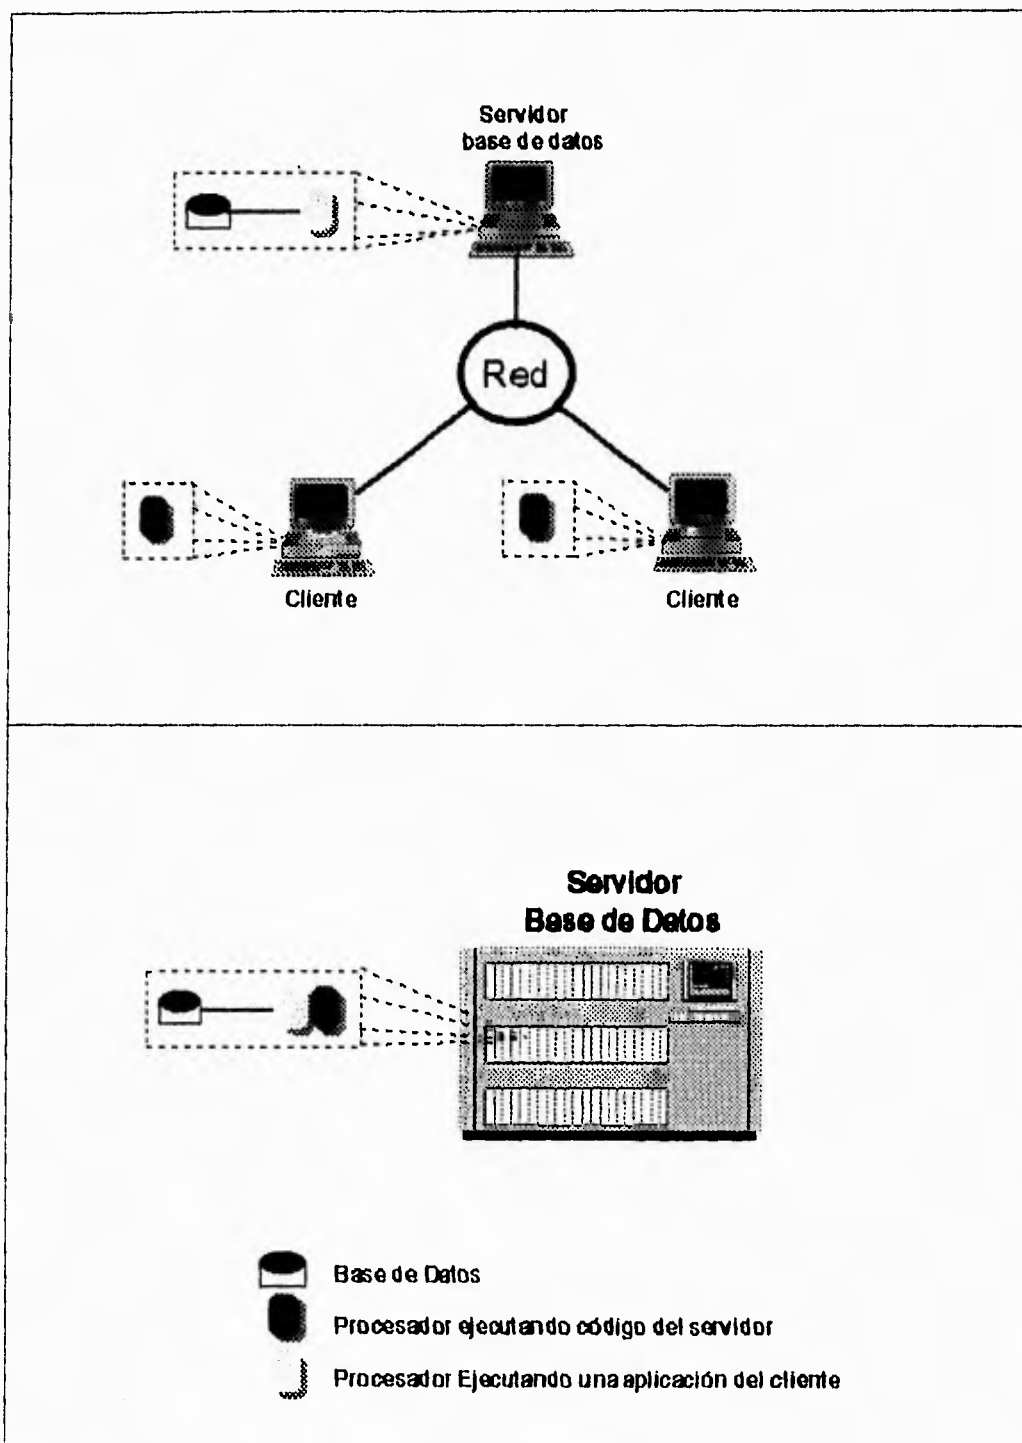 Servidor
base de datos
Red
Cliente
Cliente
Servidor
Base de Datos
Base de Datos
Procesador ejecutando código del servidor
Procesador Ejecutando una aplicación del cliente